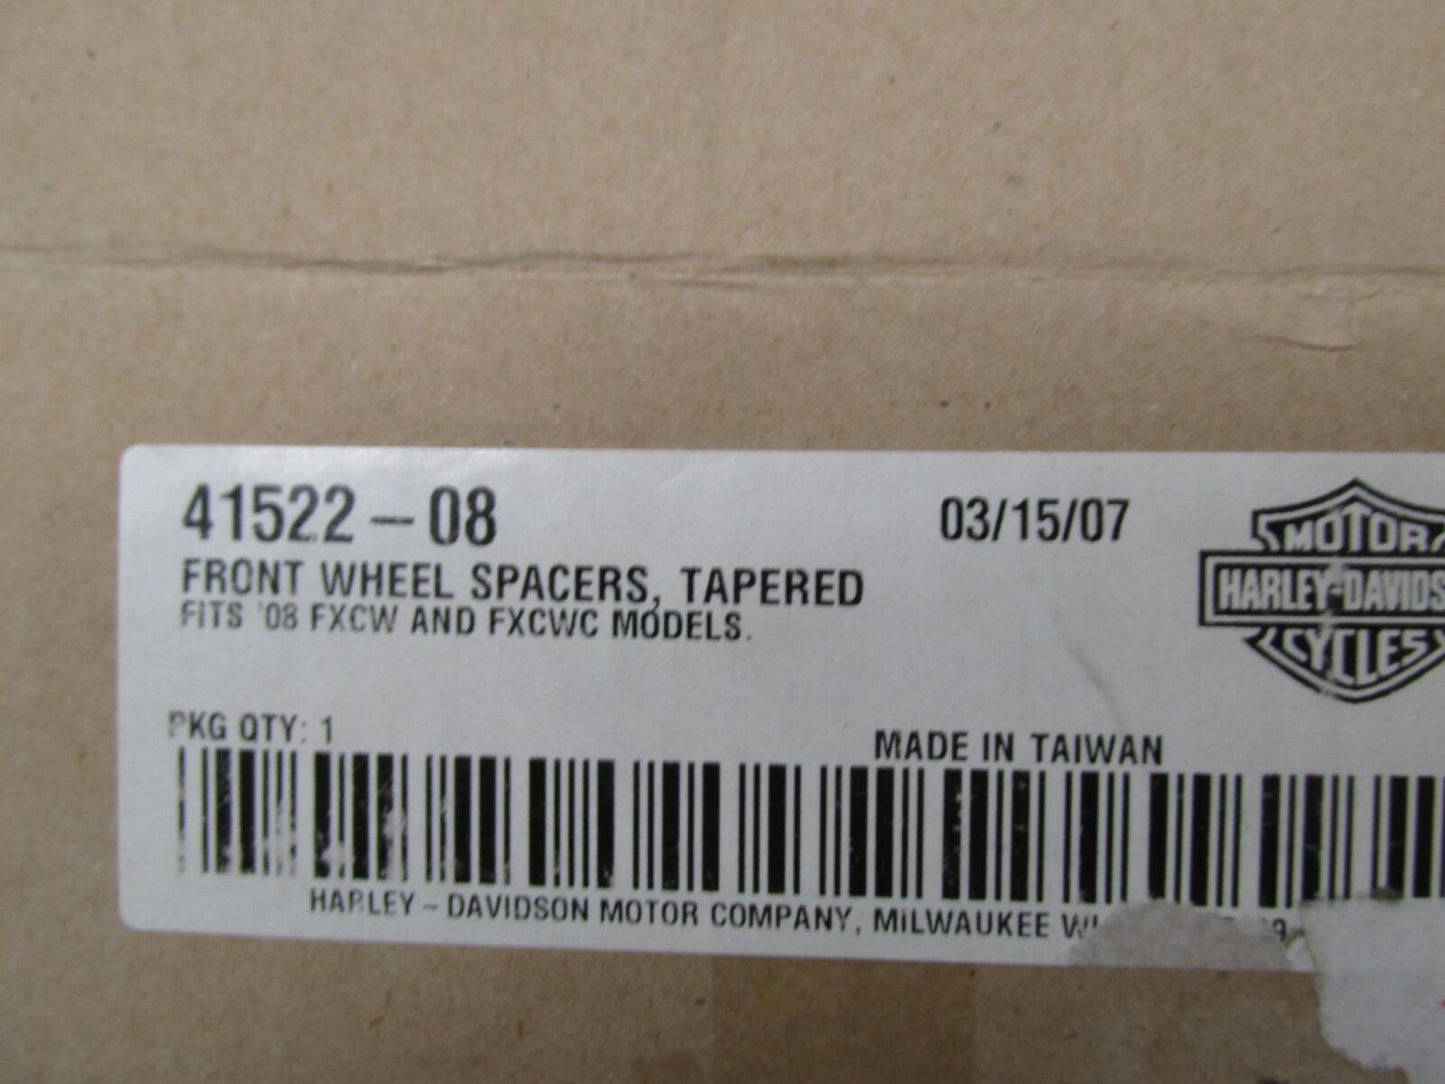 41522-08 03/15/07
MOTOR
HARLEY-DAVIDS
CYCLES
FRONT WHEEL SPACERS, TAPERED
FITS '08 FXCW AND FXCWC MODELS.
PKG QTY: 1
MADE IN TAIWAN
HARLEY-DAVIDSON MOTOR COMPANY, MILWAUKEE WI